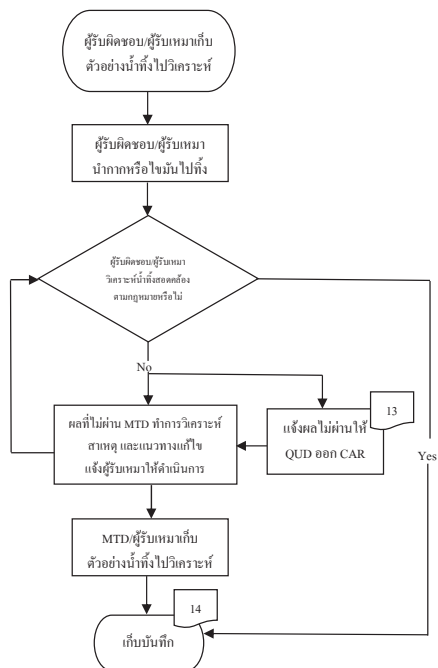 ผู้รับผิดชอบ/ผู้รับเหมาเก็บ
ตัวอย่างน้ำทิ้งไปวิเคราะห์
ผู้รับผิดชอบ/ผู้รับเหมา
นำกากหรือไขมันไปทิ้ง
ผู้รับผิดชอบ/ผู้รับเหมา
วิเคราะห์น้ำทิ้งสอดคล้อง
ตามกฎหมายหรือไม่
No
13
ผลที่ไม่ผ่าน MTD ทำการวิเคราะห์
สาเหตุ และแนวทางแก้ไข
แจ้งผู้รับเหมาให้ดำเนินการ
แจ้งผลไม่ผ่านให้
QUD ออก CAR
Yes
MTD/ผู้รับเหมาเก็บ
ตัวอย่างน้ำทิ้งไปวิเคราะห์
14
เก็บบันทึก